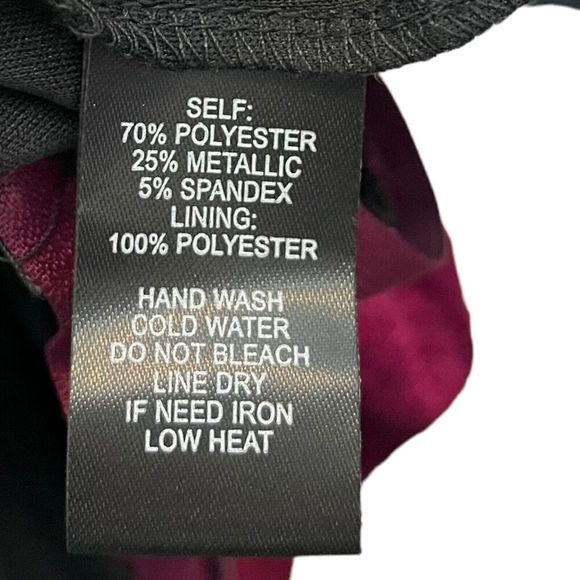 SELF:
70% POLYESTER
25% METALLIC
5% SPANDEX
LINING:
100% POLYESTER
HAND WASH
COLD WATER
DO NOT BLEACH
LINE DRY
IF NEED IRON
LOW HEAT